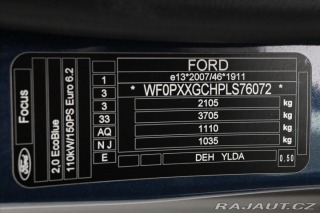 FORD
e13*2007/46*1911
* WF0PXXGCHPLS76072 *
1 2105 kg
3 3705 kg
3 1110 kg
33 1035 kg
AQ
N J
E DEH YLDA 0.50
Focus
2,0 EcoBlue
110kW/150PS Euro 6.2
Ford
RAJAUT.CZ